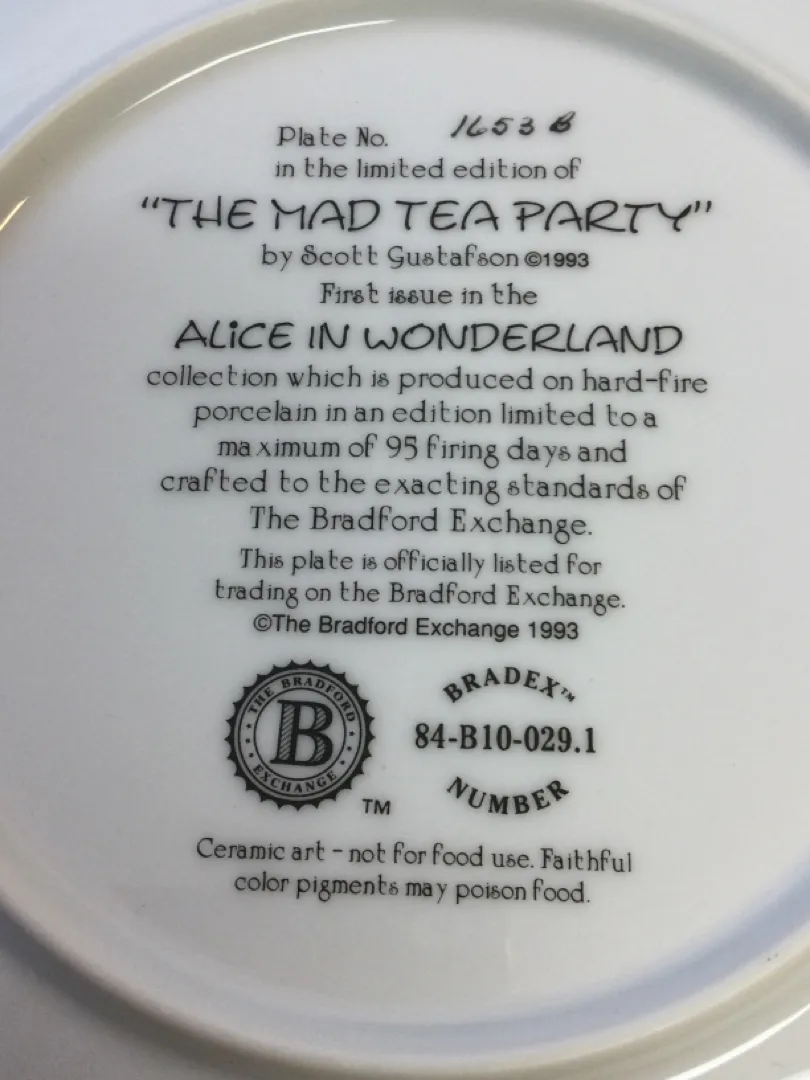 Plate No. 1653 B
in the limited edition of
"THE MAD TEA PARTY"
by Scott Gustafson ©1993
First issue in the
ALICE IN WONDERLAND
collection which is produced on hard-fire
porcelain in an edition limited to a
maximum of 95 firing days and
crafted to the exacting standards of
The Bradford Exchange.
This plate is officially listed for
trading on the Bradford Exchange.
©The Bradford Exchange 1993
THE BRADFORD
B
EXCHANGE
TM
BRADEX™
84-B10-029.1
NUMBER
Ceramic art - not for food use. Faithful
color pigments may poison food.